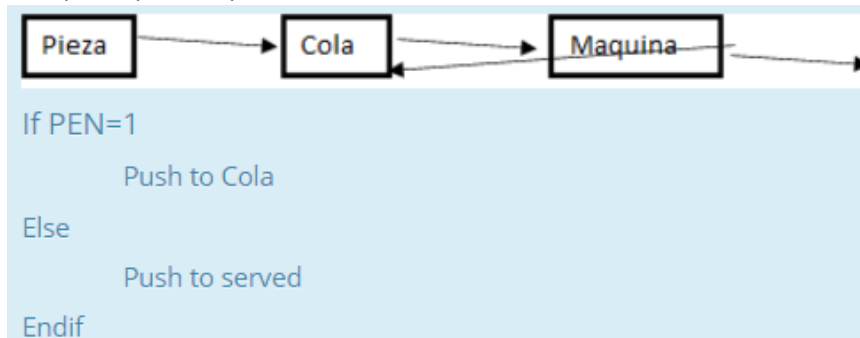 Pieza Cola Maquina
If PEN=1
Push to Cola
Else
Push to served
Endif